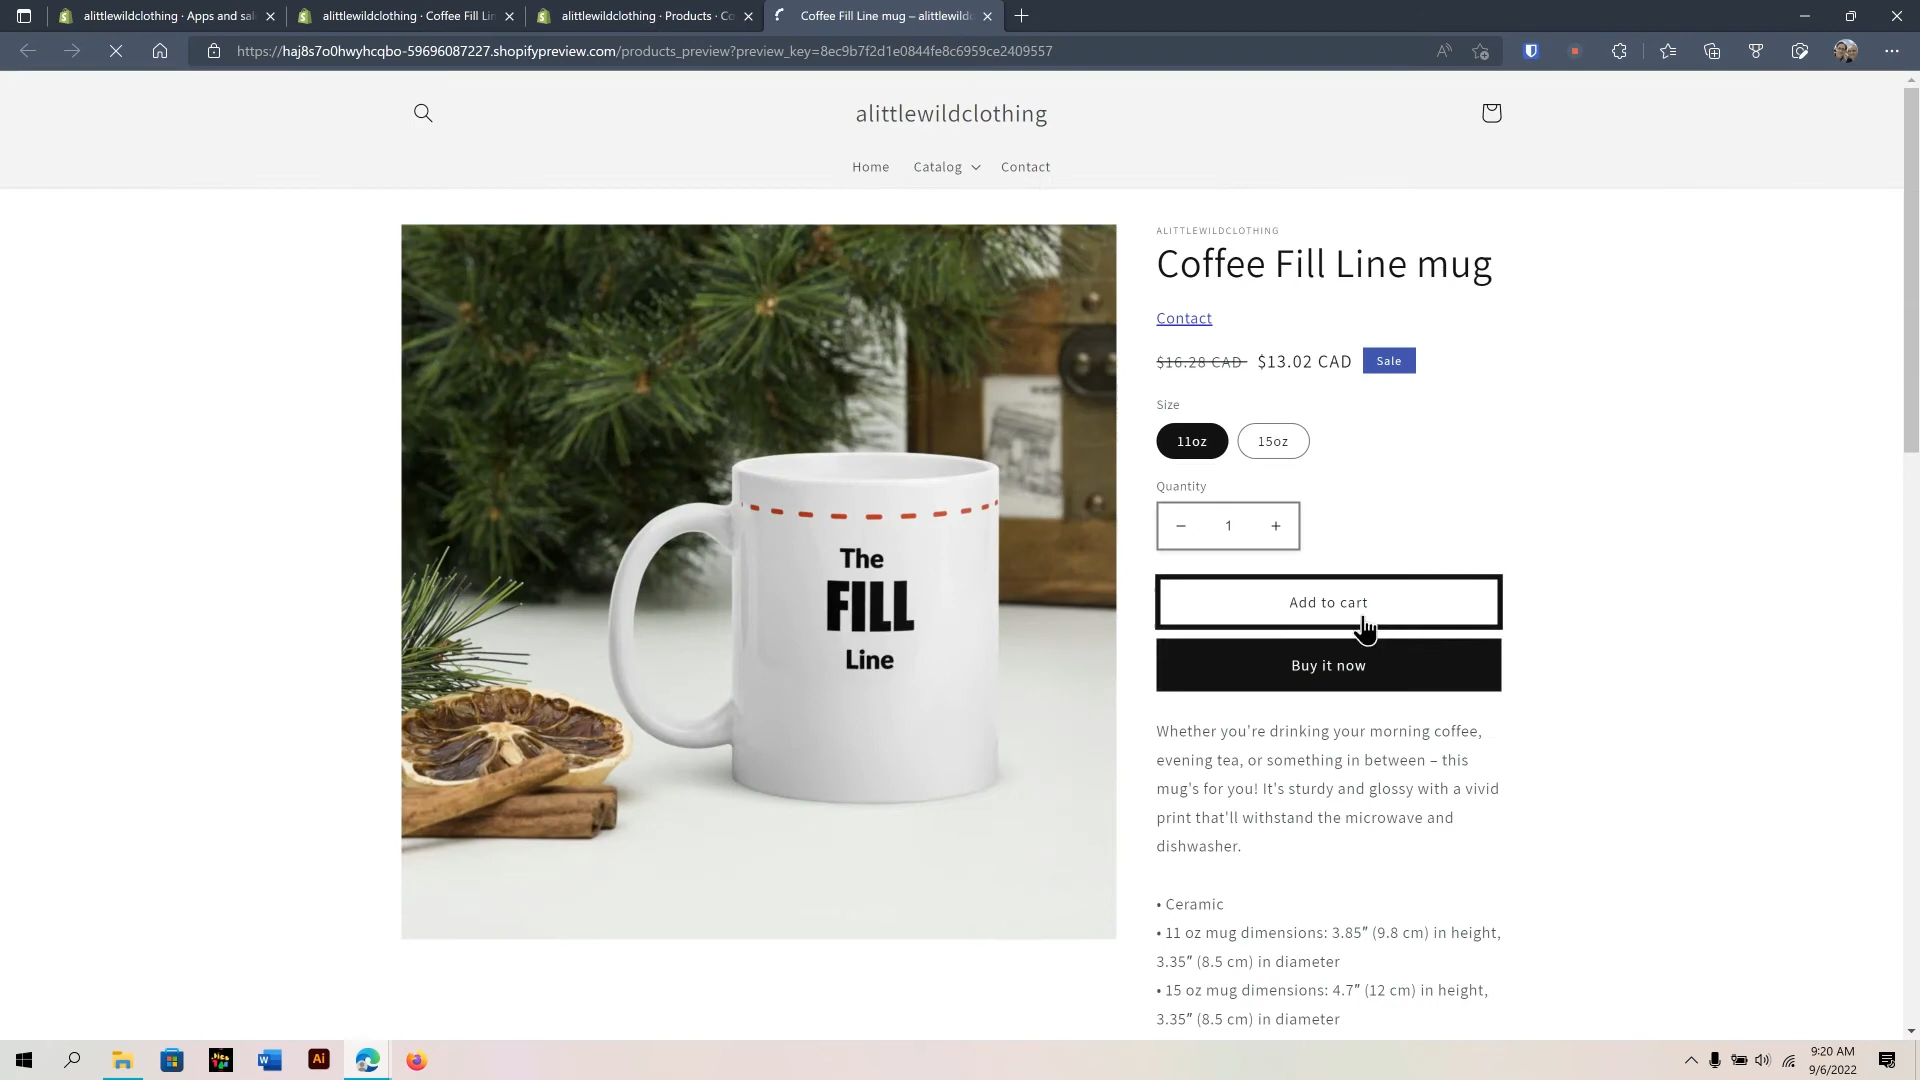 alittlewildclothing · Apps and sal
alittlewildclothing · Coffee Fill Lin
alittlewildclothing · Products · Co
Coffee Fill Line mug – alittlewildc
https://haj8s7o0hwyhcqbo-59696087227.shopifypreview.com/products_preview?preview_key=8ec9b7f2d1e0844fe8c6959ce2409557
alittlewildclothing
Home
Catalog
Contact
The
FILL
Line
ALITTLEWILDCLOTHING
Coffee Fill Line mug
Contact
$16.28 CAD $13.02 CAD Sale
Size
11oz 15oz
Quantity
− 1 +
Add to cart
Buy it now
Whether you're drinking your morning coffee,
evening tea, or something in between – this
mug's for you! It's sturdy and glossy with a vivid
print that'll withstand the microwave and
dishwasher.
• Ceramic
• 11 oz mug dimensions: 3.85″ (9.8 cm) in height,
3.35″ (8.5 cm) in diameter
• 15 oz mug dimensions: 4.7″ (12 cm) in height,
3.35″ (8.5 cm) in diameter
W
Ai
9:20 AM
9/6/2022